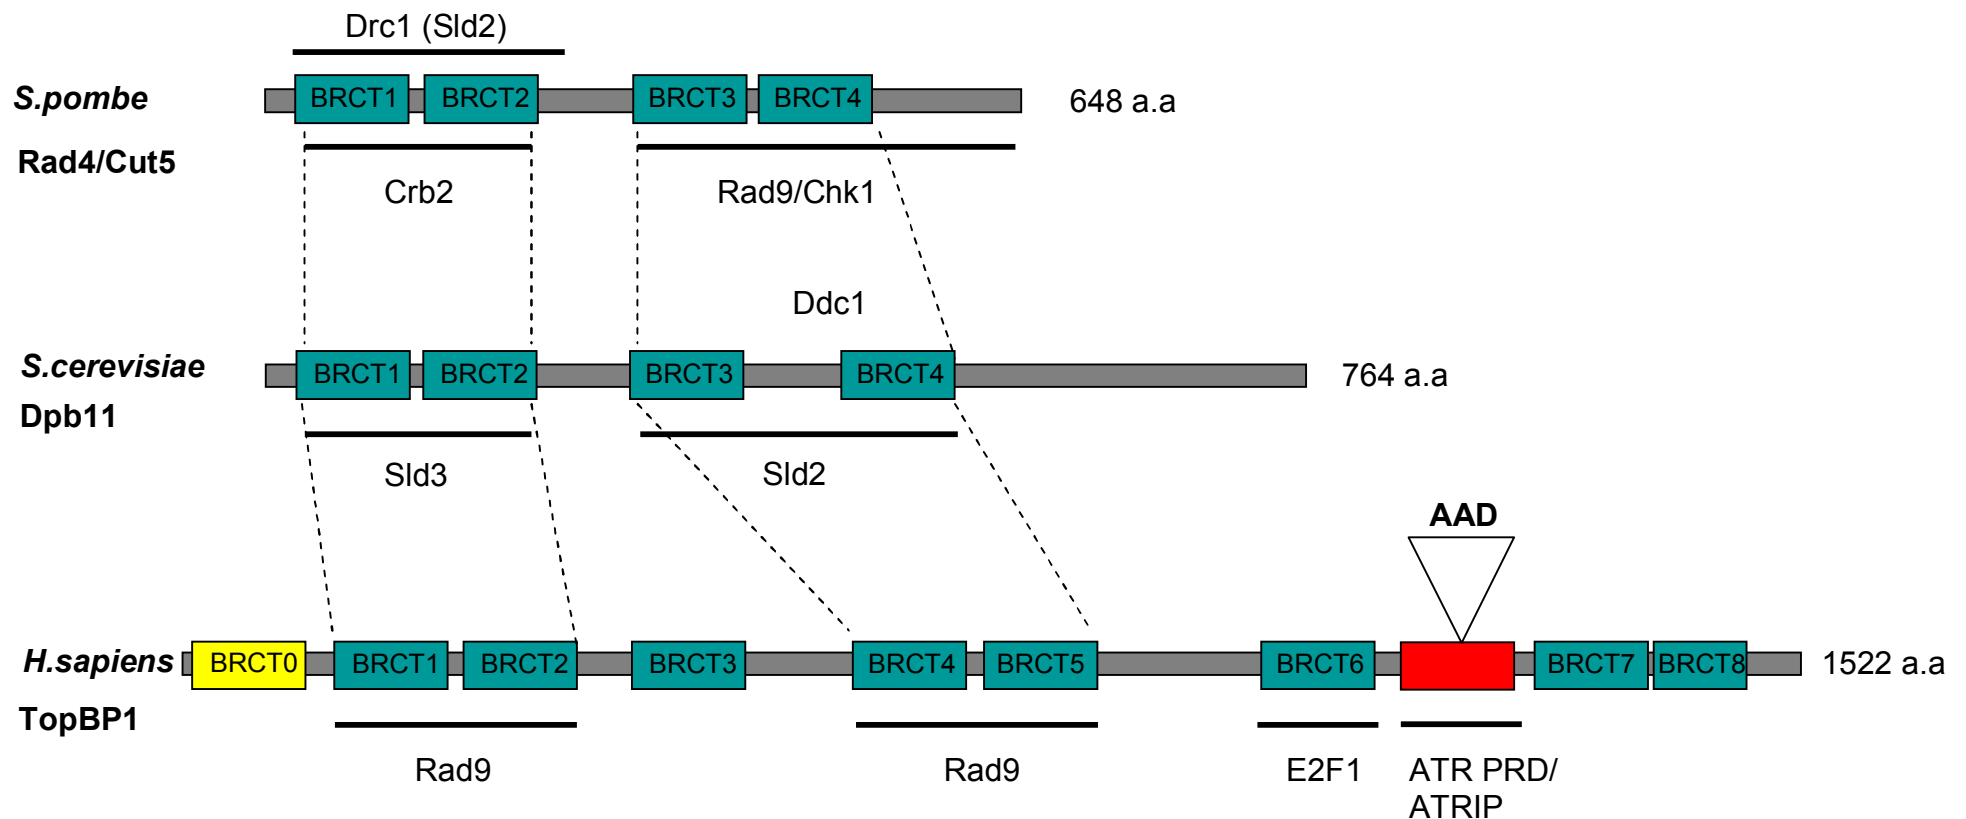 Drc1 (Sld2)
S.pombe BRCT1 BRCT2 BRCT3 BRCT4 648 a.a
Rad4/Cut5
Crb2 Rad9/Chk1
Ddc1
S.cerevisiae BRCT1 BRCT2 BRCT3 BRCT4 764 a.a
Dpb11
Sld3 Sld2
AAD
H.sapiens BRCT0 BRCT1 BRCT2 BRCT3 BRCT4 BRCT5 BRCT6 BRCT7 BRCT8 1522 a.a
TopBP1
Rad9 Rad9 E2F1 ATR PRD/
ATRIP